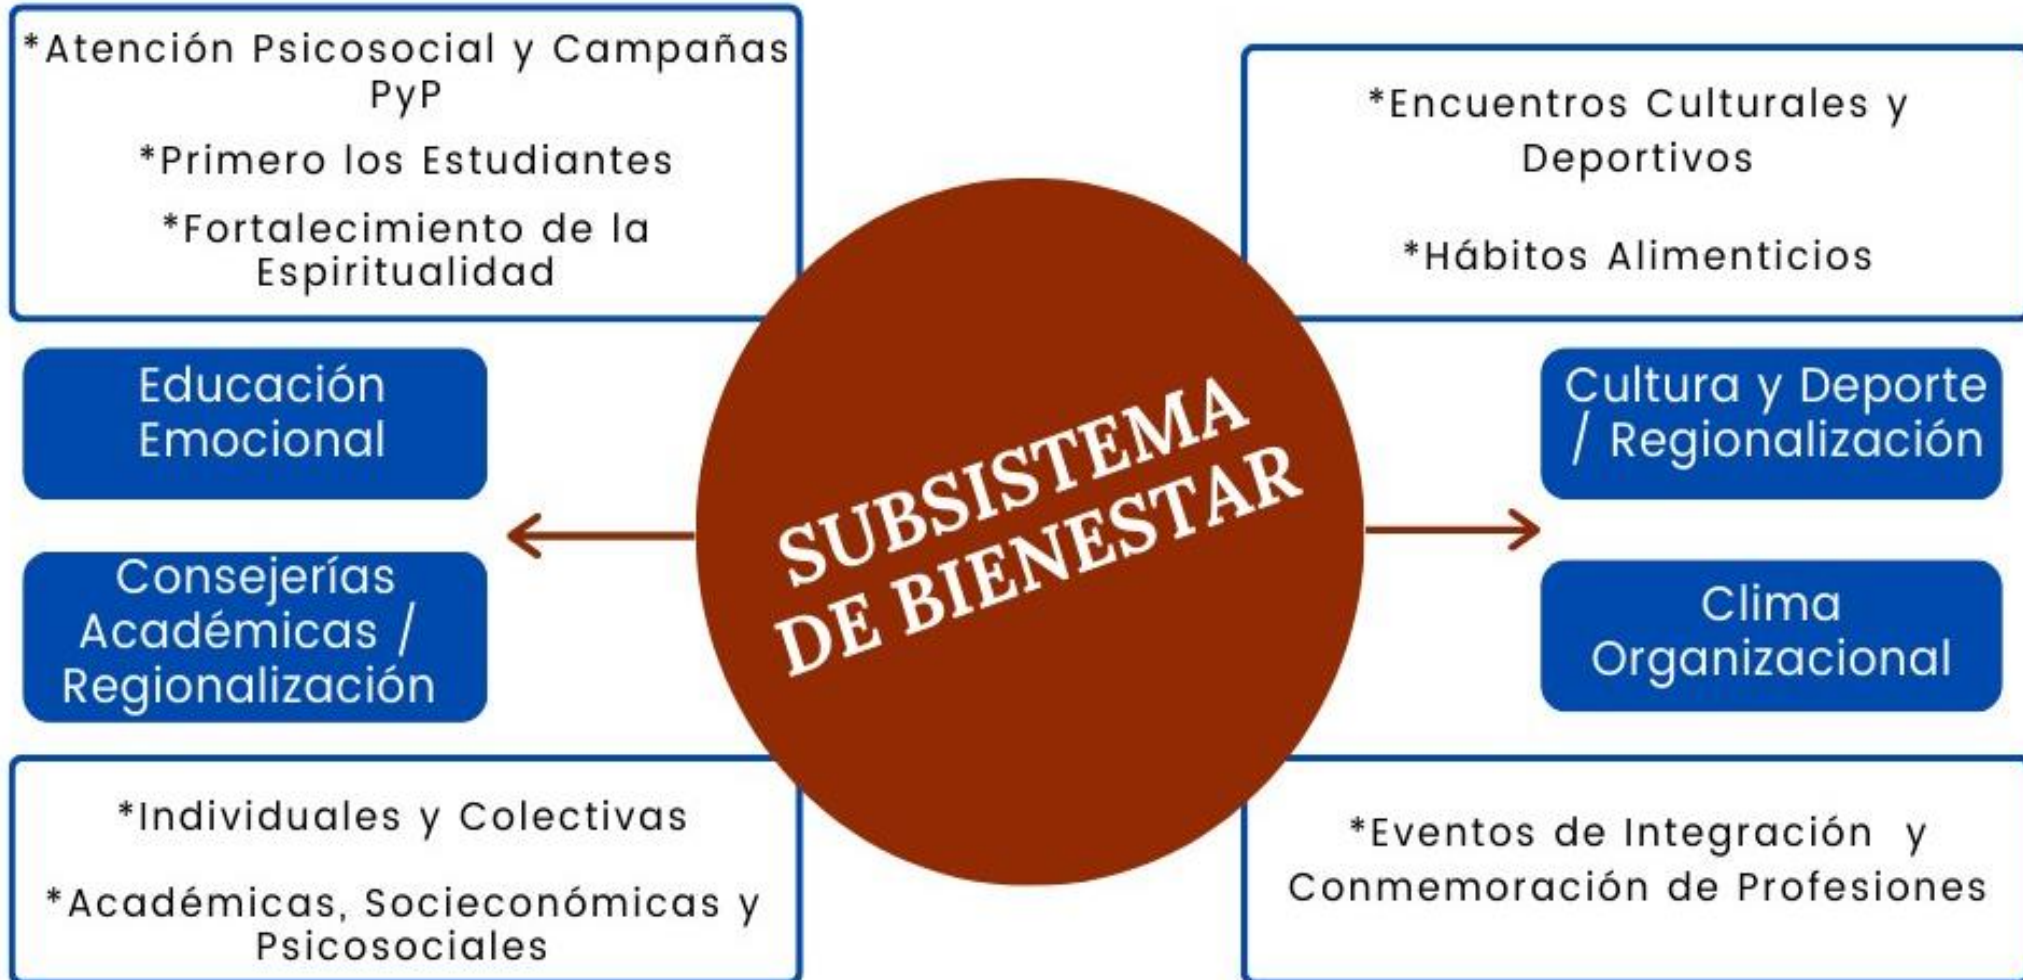 *Atención Psicosocial y Campañas
PyP
*Primero los Estudiantes
*Fortalecimiento de la
Espiritualidad
*Encuentros Culturales y
Deportivos
*Hábitos Alimenticios
Educación
Emocional
Consejerías
Académicas /
Regionalización
SUBSISTEMA
DE BIENESTAR
Cultura y Deporte
/ Regionalización
Clima
Organizacional
*Individuales y Colectivas
*Académicas, Socieconómicas y
Psicosociales
*Eventos de Integración y
Conmemoración de Profesiones